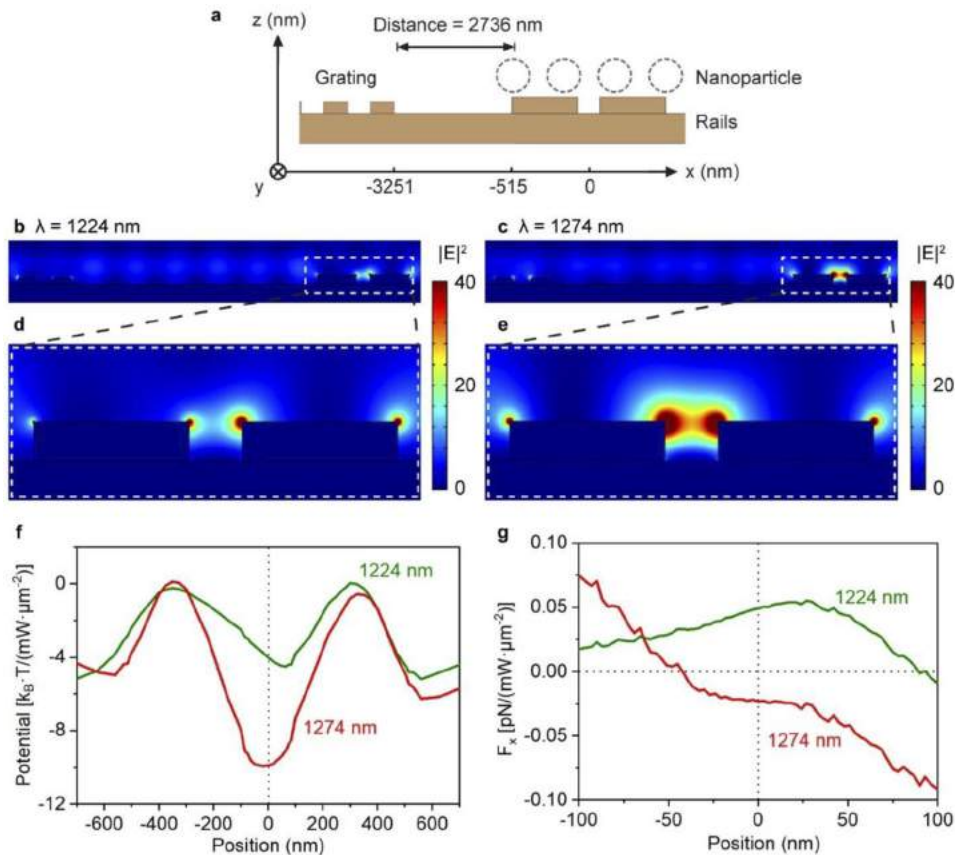 a
z (nm)
Distance = 2736 nm
Grating
Nanoparticle
Rails
y
-3251
-515
0
x (nm)
b λ = 1224 nm
|E|²
40
20
0
c λ = 1274 nm
|E|²
40
20
0
d
e
f
Potential [k_B·T/(mW·μm⁻²)]
0
-4
-8
-12
1224 nm
1274 nm
-600 -400 -200 0 200 400 600
Position (nm)
g
F_x [pN/(mW·μm⁻²)]
0.10
0.05
0.00
-0.05
-0.10
1224 nm
1274 nm
-100 -50 0 50 100
Position (nm)